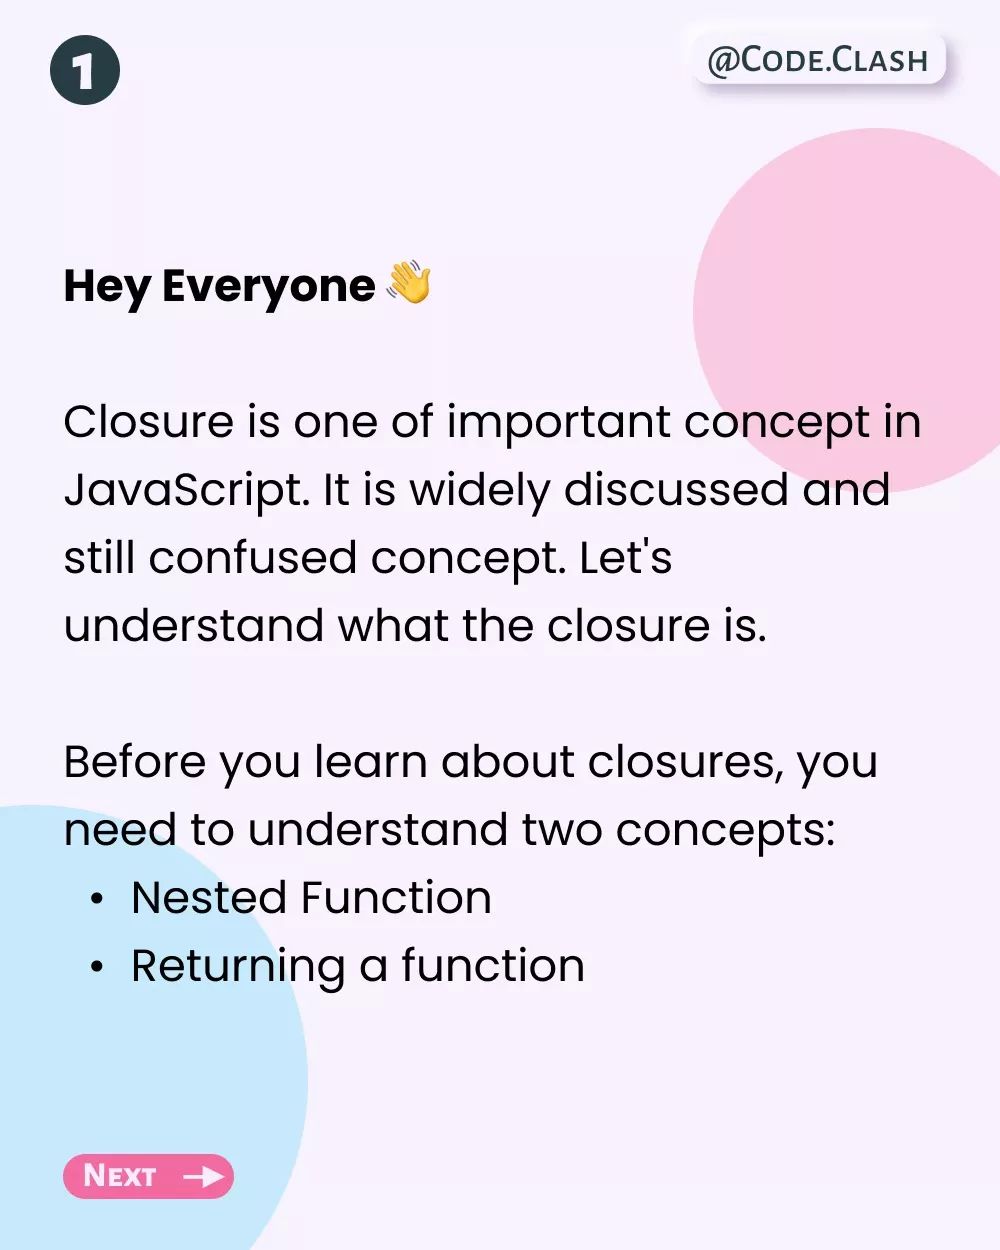 1
@Code.Clash
Hey Everyone 👋
Closure is one of important concept in
JavaScript. It is widely discussed and
still confused concept. Let's
understand what the closure is.
Before you learn about closures, you
need to understand two concepts:
• Nested Function
• Returning a function
Next →